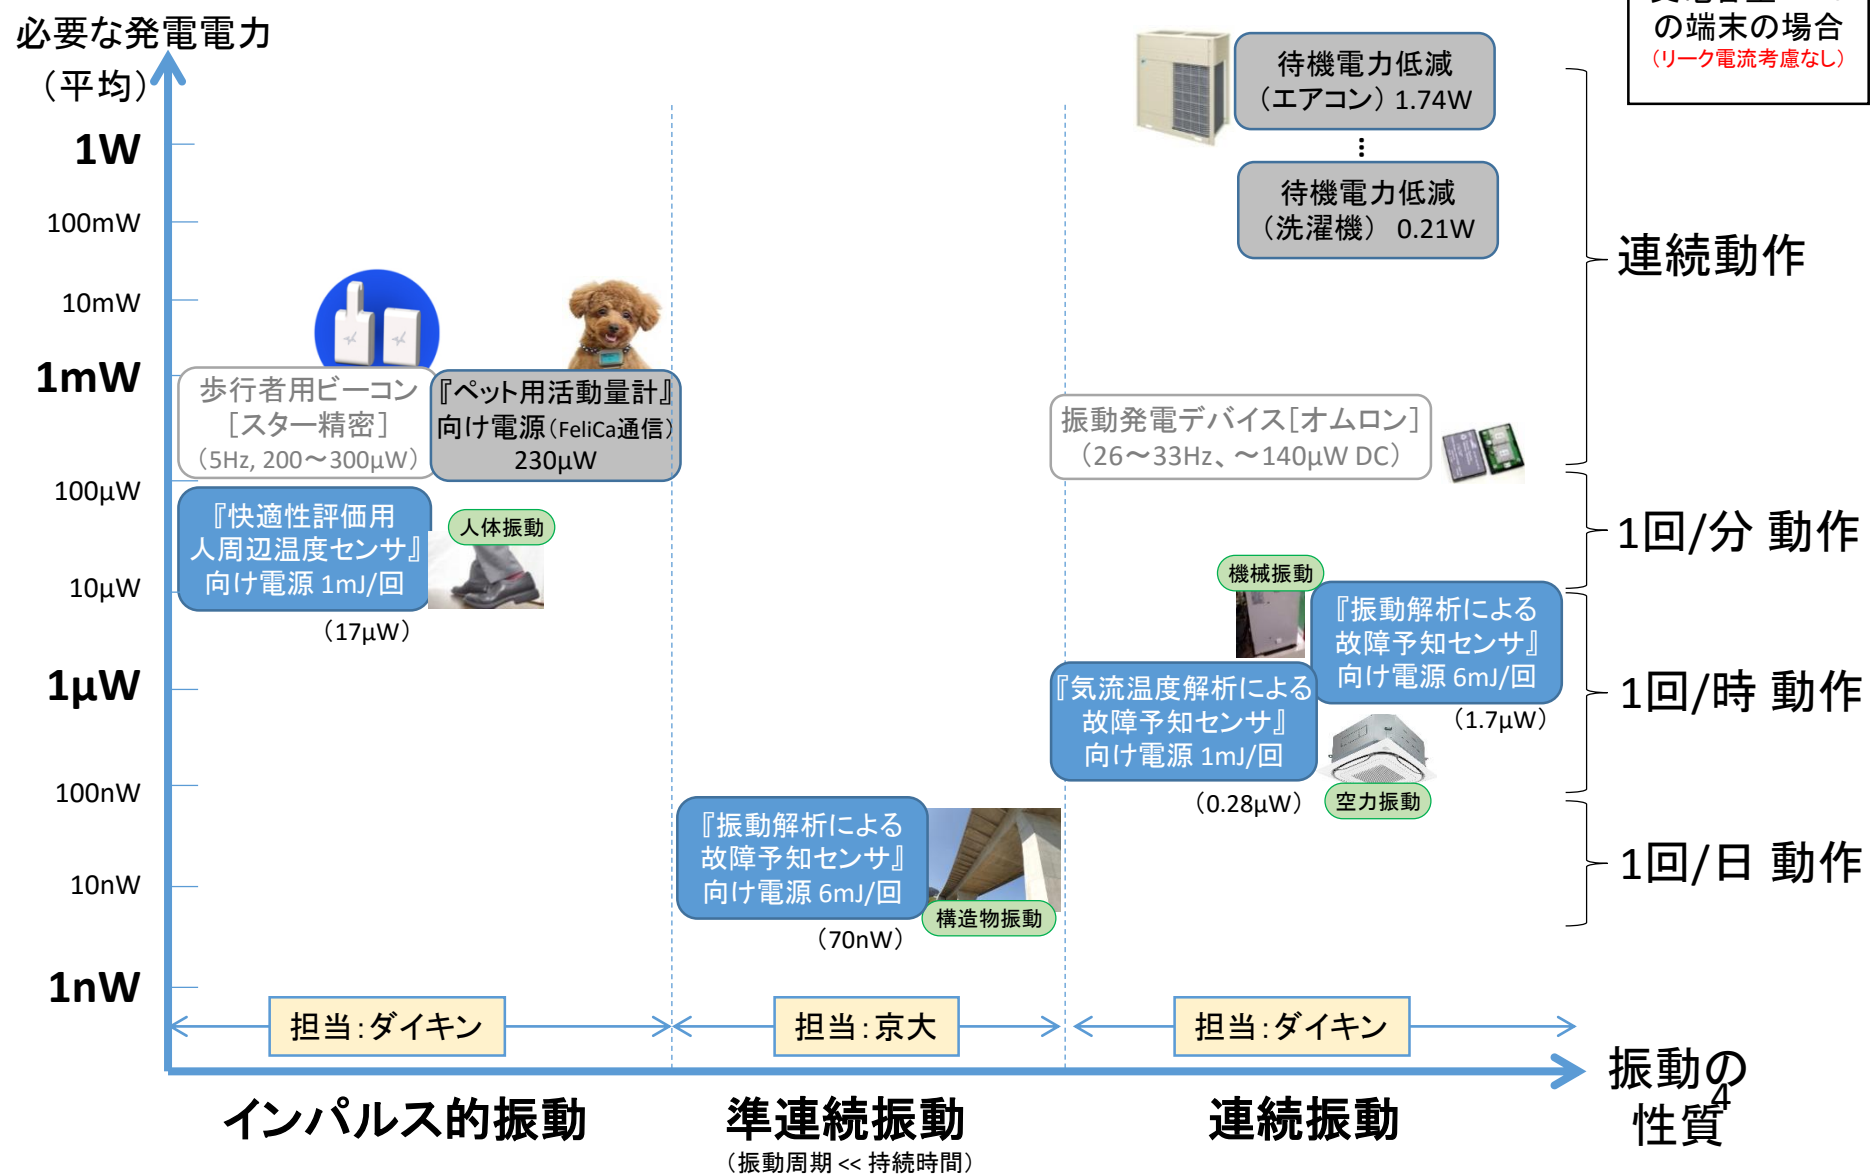 必要な発電電力
（平均）
の端末の場合
（リーク電流考慮なし）
1W
100mW
10mW
1mW
100µW
10µW
1µW
100nW
10nW
1nW
待機電力低減
（エアコン）1.74W
⋮
待機電力低減
（洗濯機） 0.21W
歩行者用ビーコン
［スター精密］
（5Hz, 200～300µW）
『ペット用活動量計』
向け電源（FeliCa通信）
230µW
振動発電デバイス［オムロン］
（26～33Hz、～140µW DC）
『快適性評価用
人周辺温度センサ』
向け電源 1mJ/回
（17µW）
人体振動
機械振動
『振動解析による
故障予知センサ』
向け電源 6mJ/回
（1.7µW）
『気流温度解析による
故障予知センサ』
向け電源 1mJ/回
（0.28µW）
空力振動
『振動解析による
故障予知センサ』
向け電源 6mJ/回
（70nW）
構造物振動
連続動作
1回/分 動作
1回/時 動作
1回/日 動作
担当：ダイキン
担当：京大
担当：ダイキン
インパルス的振動
準連続振動
（振動周期 << 持続時間）
連続振動
振動の
性質
4